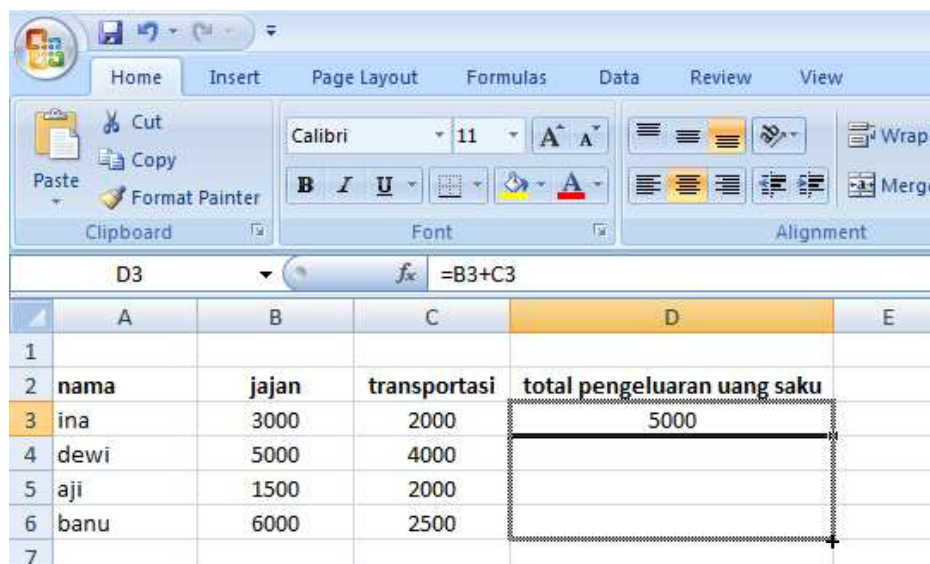 Home Insert Page Layout Formulas Data Review View
Cut
Calibri 11 A A Wrap
Copy
Paste
Format Painter B I U A Merge
Clipboard Font Alignment
D3 fx =B3+C3
A B C D E
1
2 nama jajan transportasi total pengeluaran uang saku
3 ina 3000 2000 5000
4 dewi 5000 4000
5 aji 1500 2000
6 banu 6000 2500
7